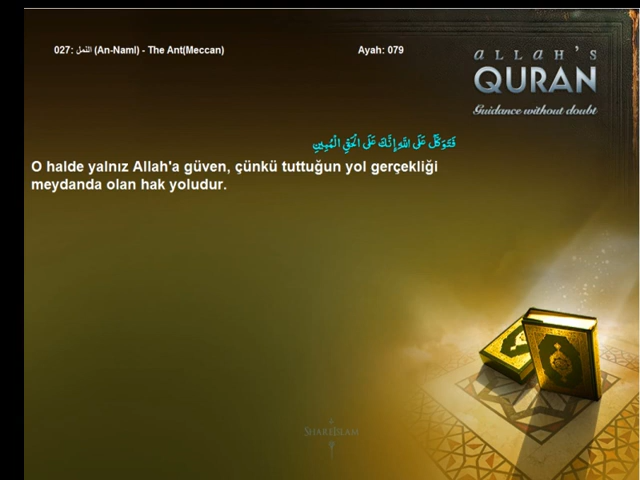 027: النمل (An-Naml) - The Ant(Meccan) Ayah: 079
ALLAH'S
QURAN
Guidance without doubt
فَتَوَكَّلْ عَلَى اللَّهِ إِنَّكَ عَلَى الْحَقِّ الْمُبِينِ
O halde yalnız Allah'a güven, çünkü tuttuğun yol gerçekliği
meydanda olan hak yoludur.
SHAREISLAM